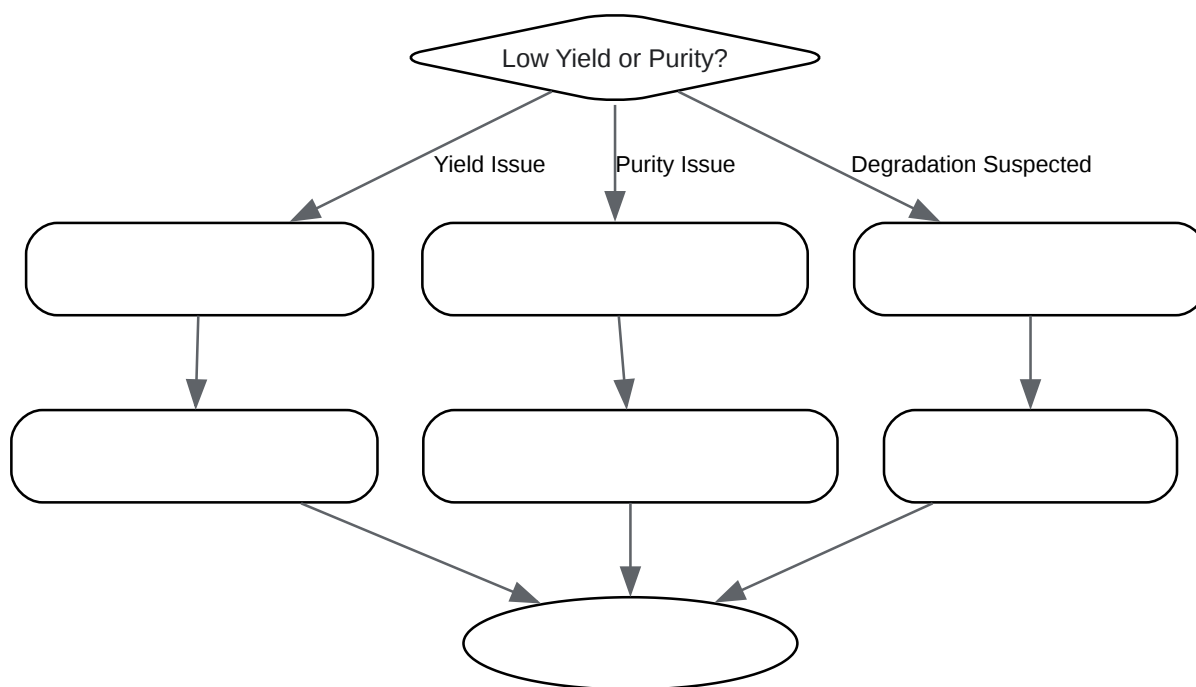 Low Yield or Purity?
Yield Issue
Purity Issue
Degradation Suspected